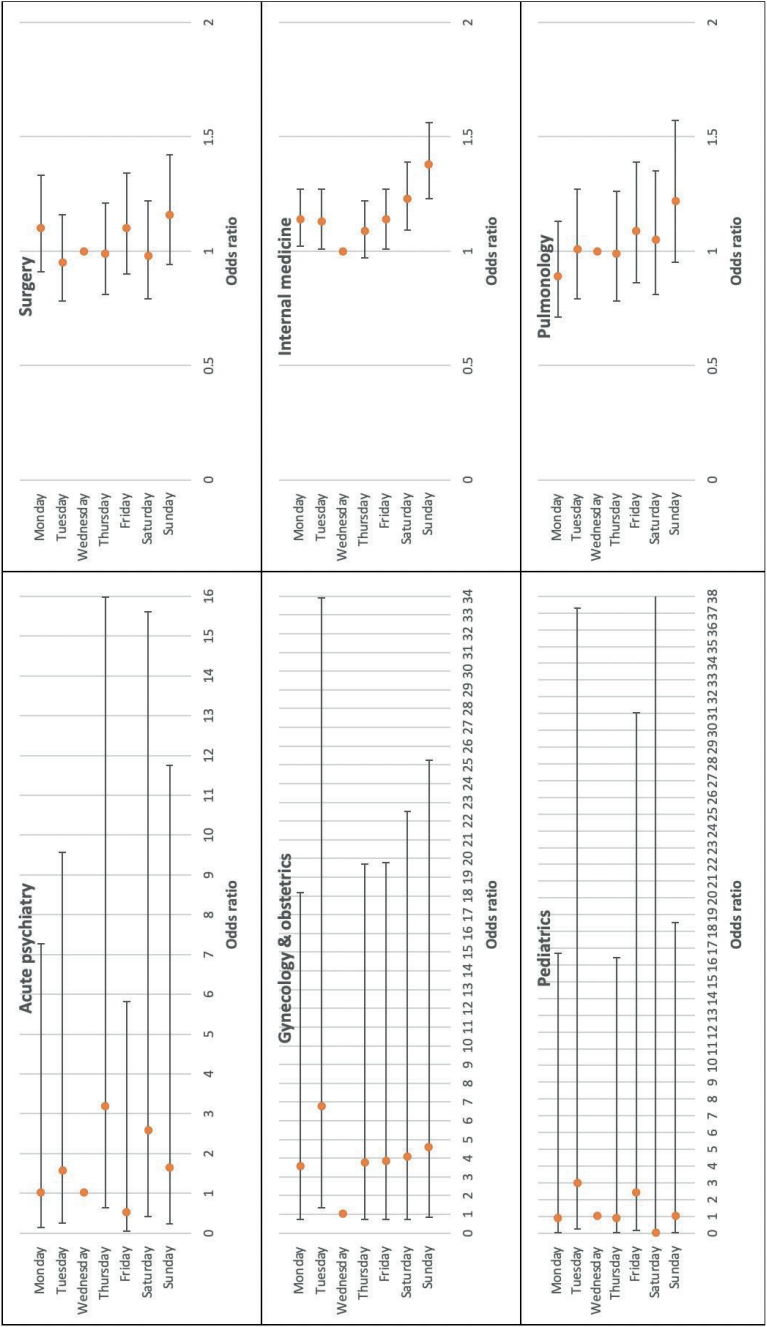 Acute psychiatry
Monday
Tuesday
Wednesday
Thursday
Friday
Saturday
Sunday
0 1 2 3 4 5 6 7 8 9 10 11 12 13 14 15 16
Odds ratio
Surgery
Monday
Tuesday
Wednesday
Thursday
Friday
Saturday
Sunday
0 0.5 1 1.5 2
Odds ratio
Gynecology & obstetrics
Monday
Tuesday
Wednesday
Thursday
Friday
Saturday
Sunday
0 1 2 3 4 5 6 7 8 9 10 11 12 13 14 15 16 17 18 19 20 21 22 23 24 25 26 27 28 29 30 31 32 33 34
Odds ratio
Internal medicine
Monday
Tuesday
Wednesday
Thursday
Friday
Saturday
Sunday
0 0.5 1 1.5 2
Odds ratio
Pediatrics
Monday
Tuesday
Wednesday
Thursday
Friday
Saturday
Sunday
0 1 2 3 4 5 6 7 8 9 10 11 12 13 14 15 16 17 18 19 20 21 22 23 24 25 26 27 28 29 30 31 32 33 34 35 36 37 38
Odds ratio
Pulmonology
Monday
Tuesday
Wednesday
Thursday
Friday
Saturday
Sunday
0 0.5 1 1.5 2
Odds ratio